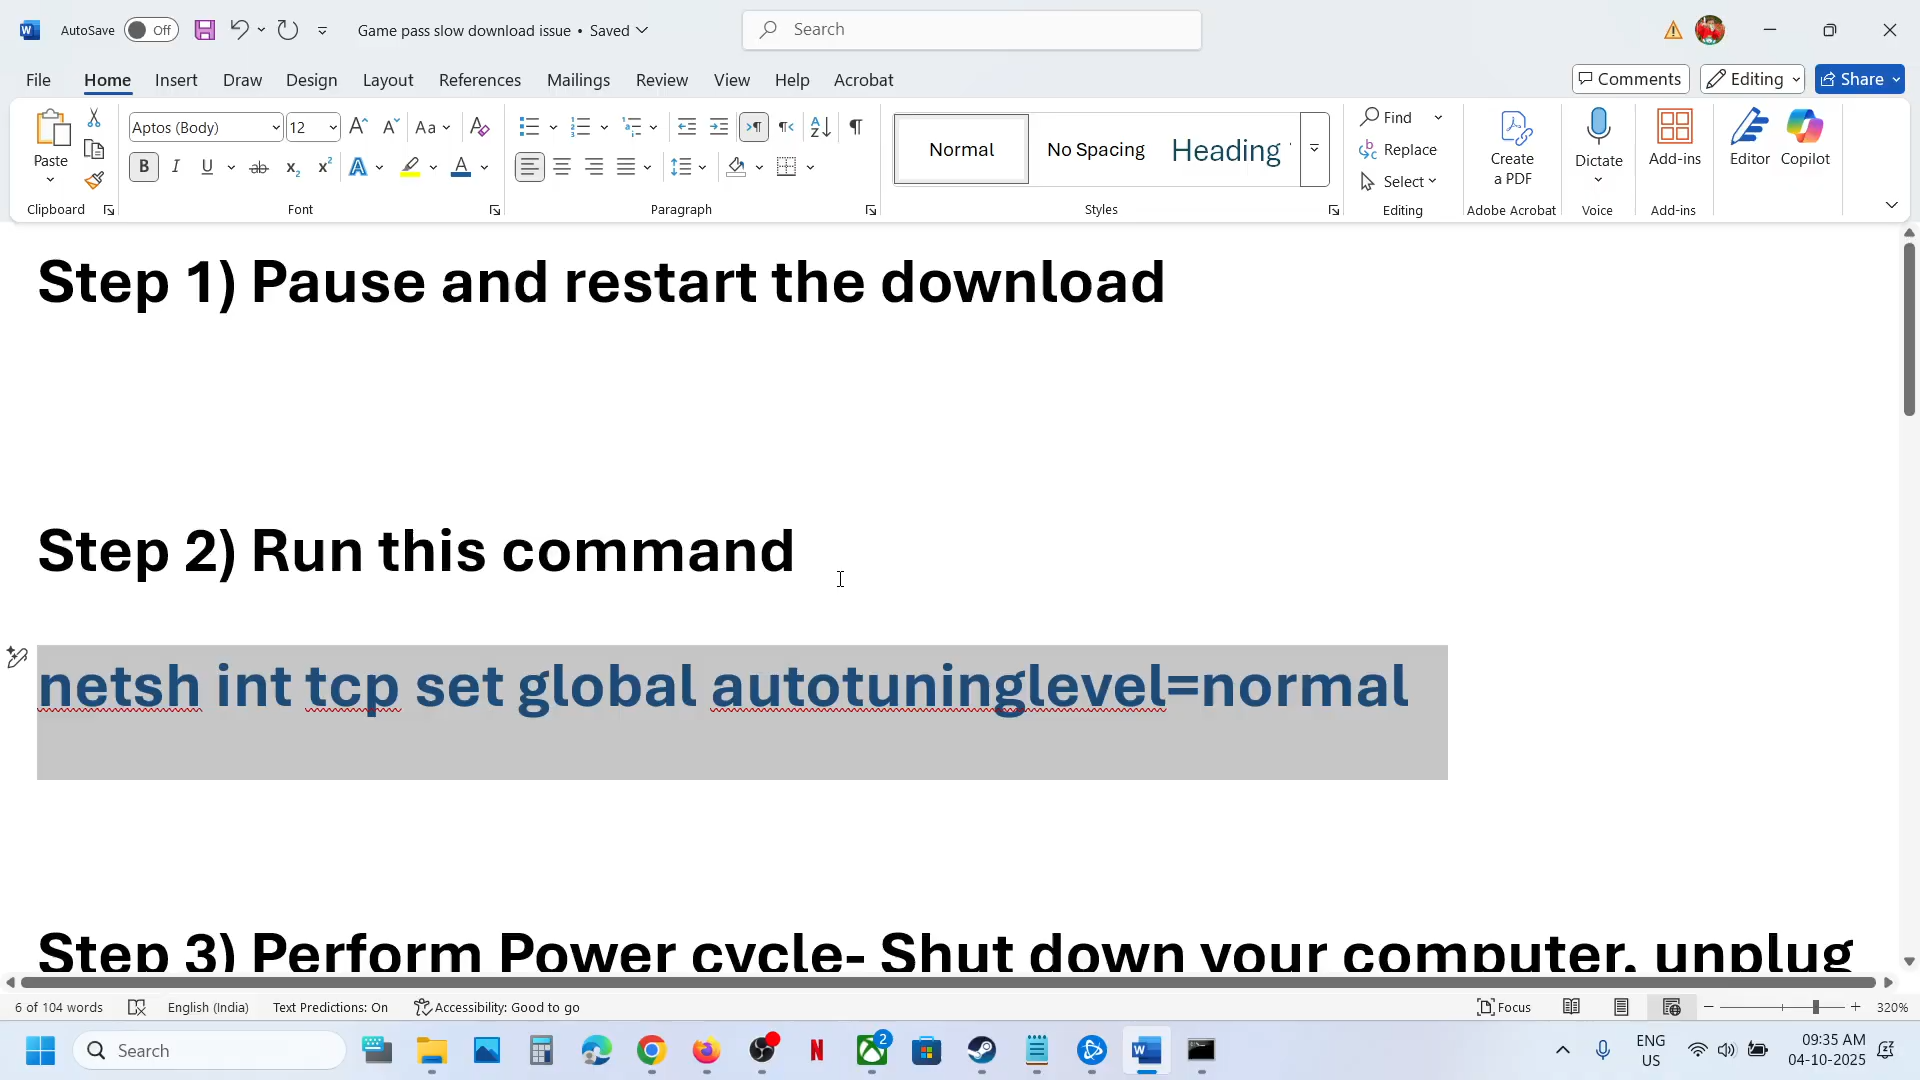 AutoSave Off Game pass slow download issue • Saved Search
File Home Insert Draw Design Layout References Mailings Review View Help Acrobat Comments Editing Share
Paste Aptos (Body) 12 Aa Normal No Spacing Heading Find Replace Select Create a PDF Dictate Add-ins Editor Copilot
Clipboard Font Paragraph Styles Editing Adobe Acrobat Voice Add-ins
Step 1) Pause and restart the download
Step 2) Run this command
netsh int tcp set global autotuninglevel=normal
Step 3) Perform Power cycle- Shut down your computer, unplug
6 of 104 words English (India) Text Predictions: On Accessibility: Good to go Focus 320%
Search 2 ENG US 09:35 AM 04-10-2025